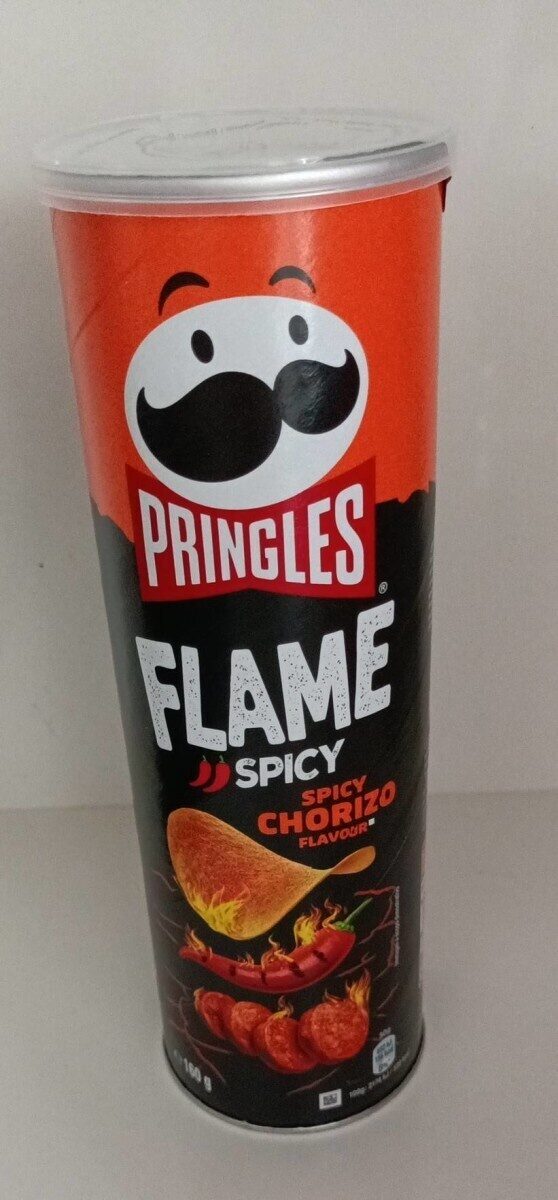 PRINGLES
®
FLAME
SPICY
SPICY
CHORIZO
FLAVOUR
160 g